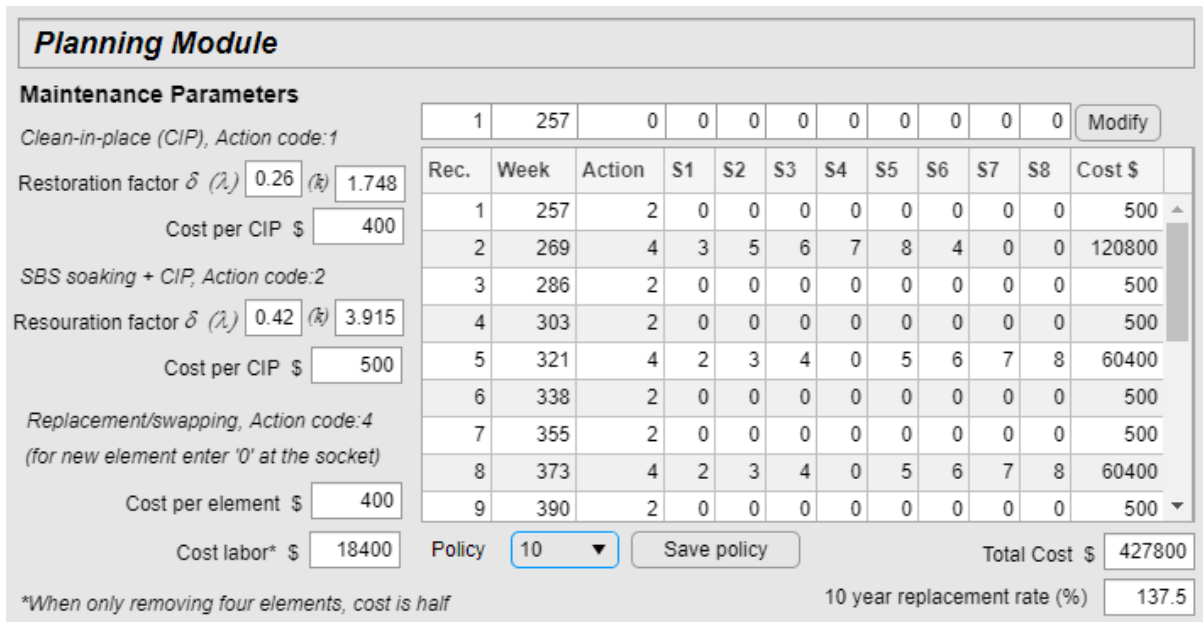 Planning Module
Maintenance Parameters
Clean-in-place (CIP), Action code:1
Restoration factor δ (λ) 0.26 (k) 1.748
Cost per CIP $ 400
SBS soaking + CIP, Action code:2
Resouration factor δ (λ) 0.42 (k) 3.915
Cost per CIP $ 500
Replacement/swapping, Action code:4
(for new element enter '0' at the socket)
Cost per element $ 400
Cost labor* $ 18400
*When only removing four elements, cost is half
1 257 0 0 0 0 0 0 0 0 0 Modify
Rec. Week Action S1 S2 S3 S4 S5 S6 S7 S8 Cost $
1 257 2 0 0 0 0 0 0 0 0 500
2 269 4 3 5 6 7 8 4 0 0 120800
3 286 2 0 0 0 0 0 0 0 0 500
4 303 2 0 0 0 0 0 0 0 0 500
5 321 4 2 3 4 0 5 6 7 8 60400
6 338 2 0 0 0 0 0 0 0 0 500
7 355 2 0 0 0 0 0 0 0 0 500
8 373 4 2 3 4 0 5 6 7 8 60400
9 390 2 0 0 0 0 0 0 0 0 500
Policy 10 Save policy Total Cost $ 427800
10 year replacement rate (%) 137.5